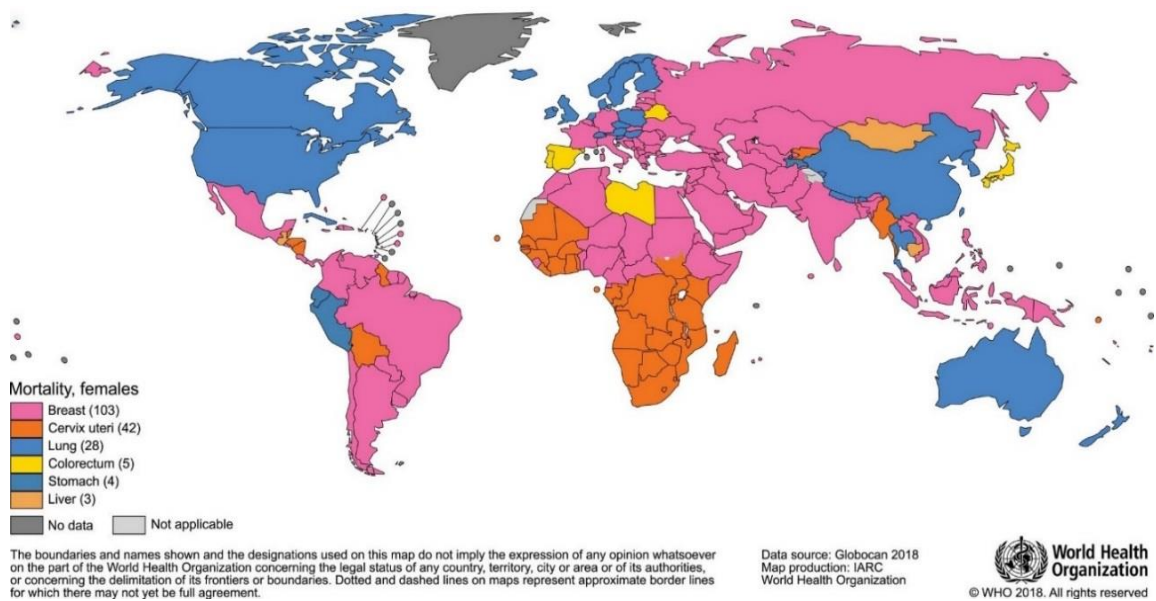 Mortality, females
Breast (103)
Cervix uteri (42)
Lung (28)
Colorectum (5)
Stomach (4)
Liver (3)
No data Not applicable
The boundaries and names shown and the designations used on this map do not imply the expression of any opinion whatsoever
on the part of the World Health Organization concerning the legal status of any country, territory, city or area or of its authorities,
or concerning the delimitation of its frontiers or boundaries. Dotted and dashed lines on maps represent approximate border lines
for which there may not yet be full agreement.
Data source: Globocan 2018
Map production: IARC
World Health Organization
World Health
Organization
© WHO 2018. All rights reserved